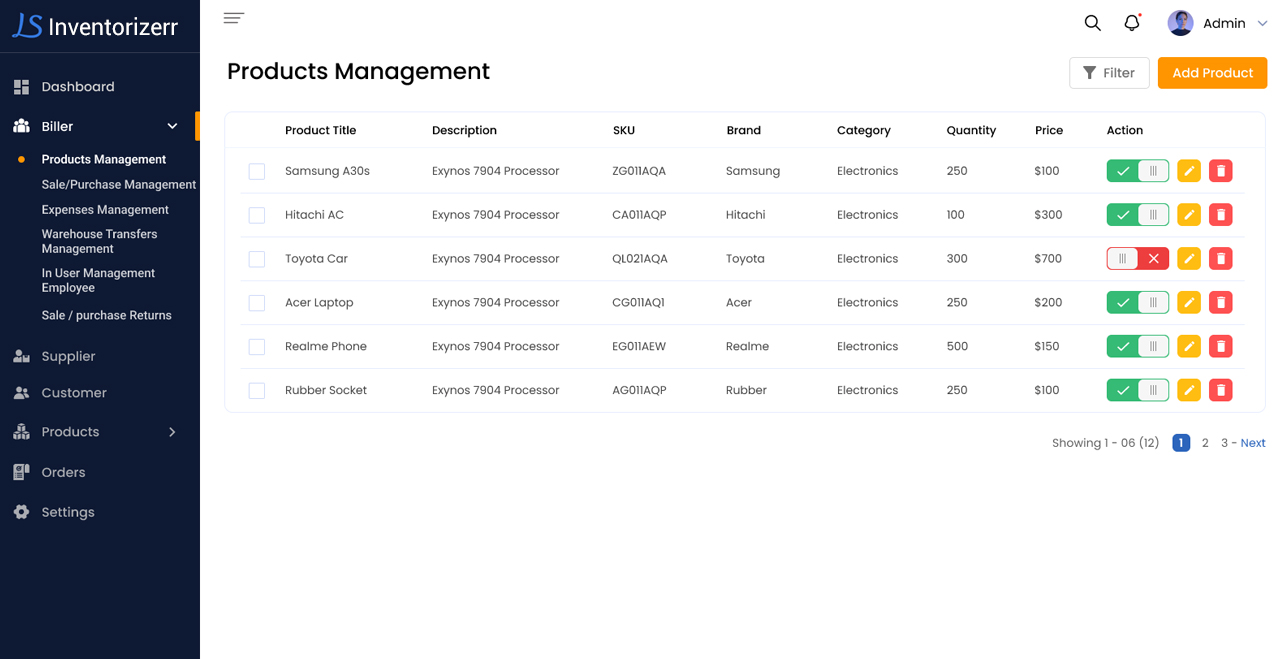 LS Inventorizerr
Admin
Dashboard
Biller
Products Management
Sale/Purchase Management
Expenses Management
Warehouse Transfers
Management
In User Management
Employee
Sale / purchase Returns
Supplier
Customer
Products
Orders
Settings
Products Management
Filter
Add Product
Product Title Description SKU Brand Category Quantity Price Action
Samsung A30s Exynos 7904 Processor ZG011AQA Samsung Electronics 250 $100
Hitachi AC Exynos 7904 Processor CA011AQP Hitachi Electronics 100 $300
Toyota Car Exynos 7904 Processor QL021AQA Toyota Electronics 300 $700
Acer Laptop Exynos 7904 Processor CG011AQ1 Acer Electronics 250 $200
Realme Phone Exynos 7904 Processor EG011AEW Realme Electronics 500 $150
Rubber Socket Exynos 7904 Processor AG011AQP Rubber Electronics 250 $100
Showing 1 - 06 (12) 1 2 3 - Next